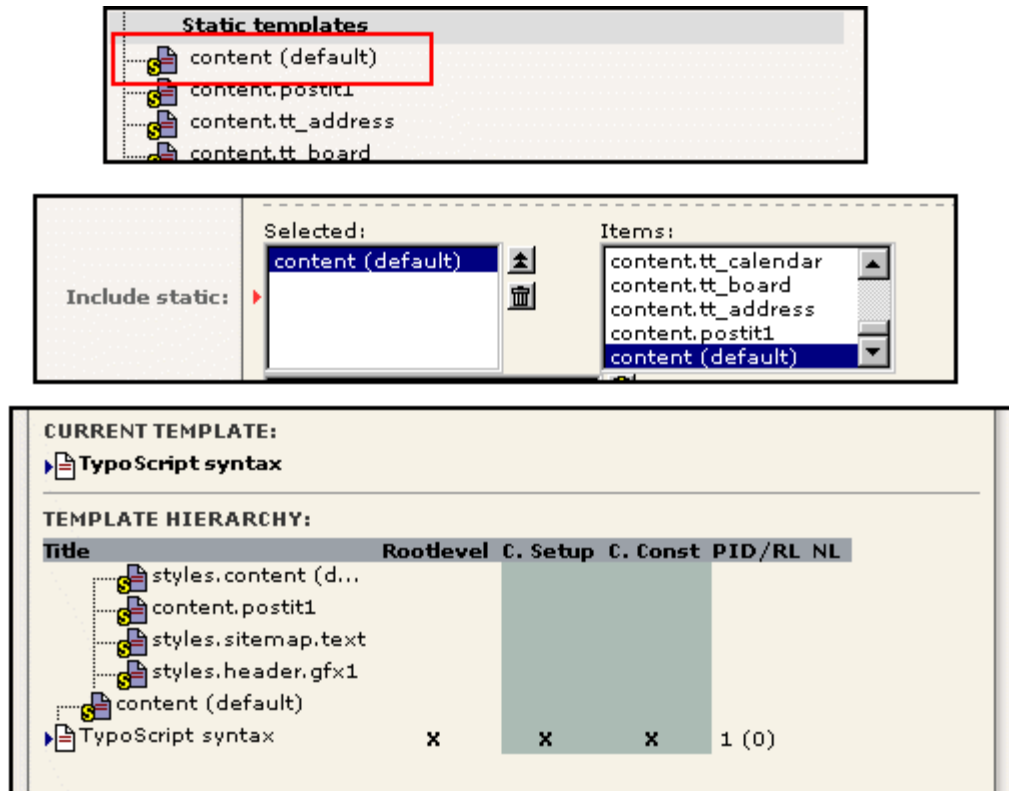 Static templates
content (default)
content.postit1
content.tt_address
content.tt_board
Selected:
Items:
Include static:
content (default)
content.tt_calendar
content.tt_board
content.tt_address
content.postit1
content (default)
CURRENT TEMPLATE:
TypoScript syntax
TEMPLATE HIERARCHY:
Title Rootlevel C. Setup C. Const PID/RL NL
styles.content (d...
content.postit1
styles.sitemap.text
styles.header.gfx1
content (default)
TypoScript syntax x x x 1 (0)